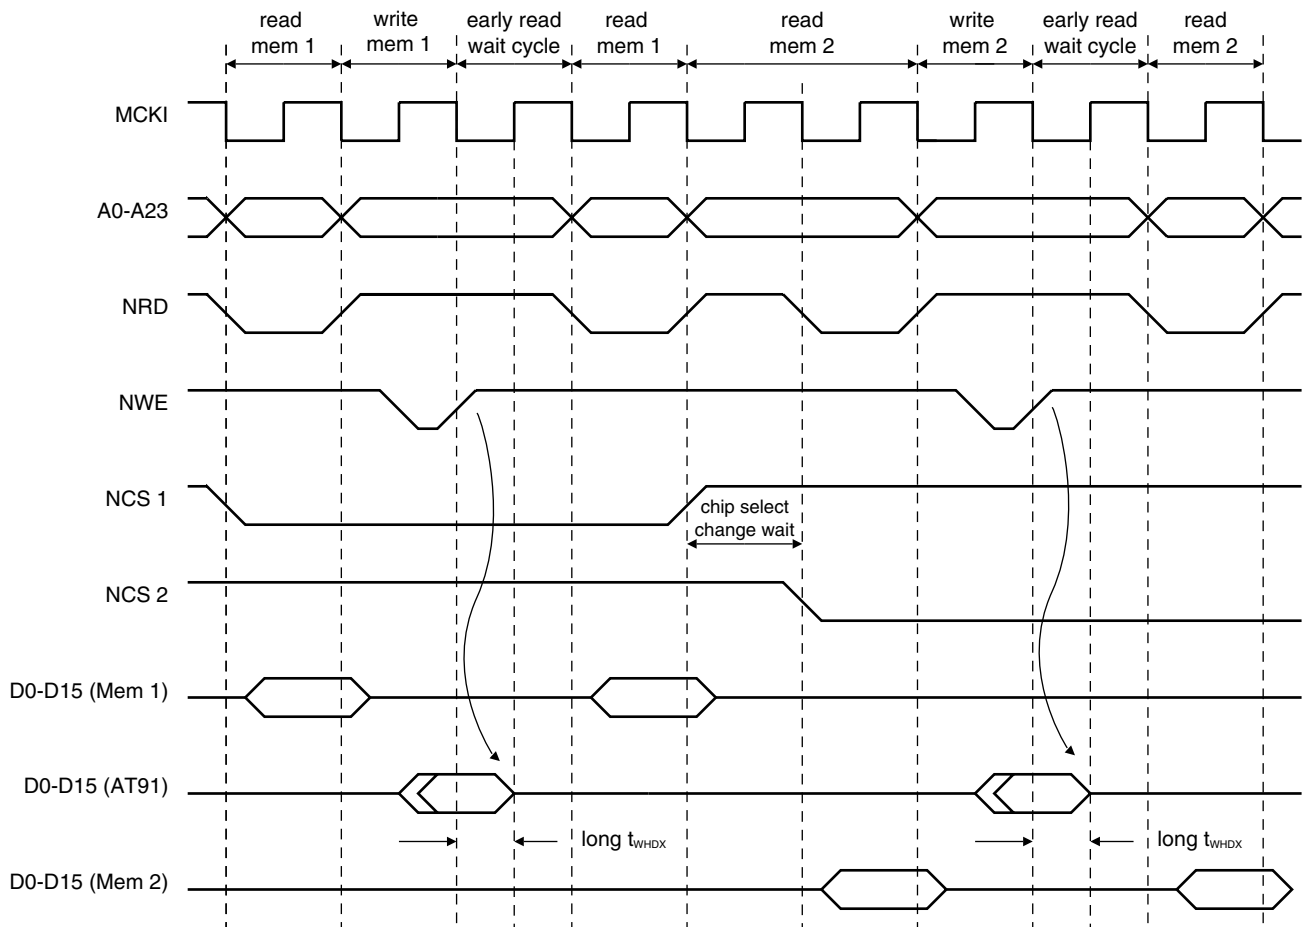 read write early read read read write early read read
mem 1 mem 1 wait cycle mem 1 mem 2 mem 2 wait cycle mem 2
MCKI
A0-A23
NRD
NWE
NCS 1
chip select
change wait
NCS 2
D0-D15 (Mem 1)
D0-D15 (AT91)
long tWHDX long tWHDX
D0-D15 (Mem 2)